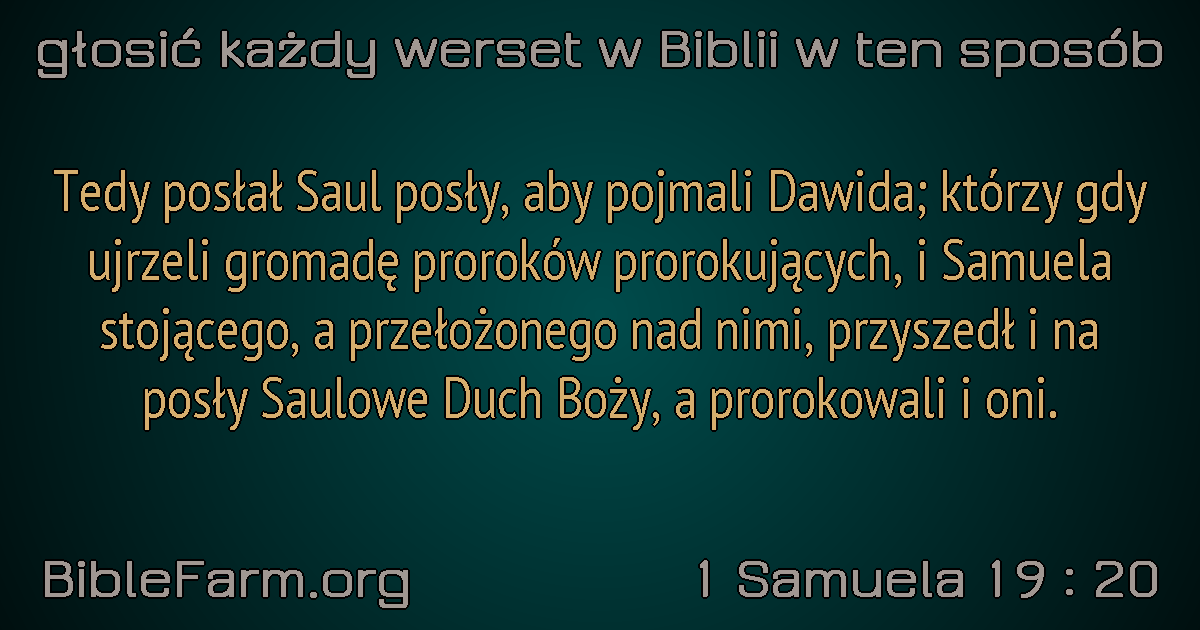 głosić każdy werset w Biblii w ten sposób
Tedy posłał Saul posły, aby pojmali Dawida; którzy gdy
ujrzeli gromadę proroków prorokujących, i Samuela
stojącego, a przełożonego nad nimi, przyszedł i na
posły Saulowe Duch Boży, a prorokowali i oni.
BibleFarm.org
1 Samuela 19 : 20